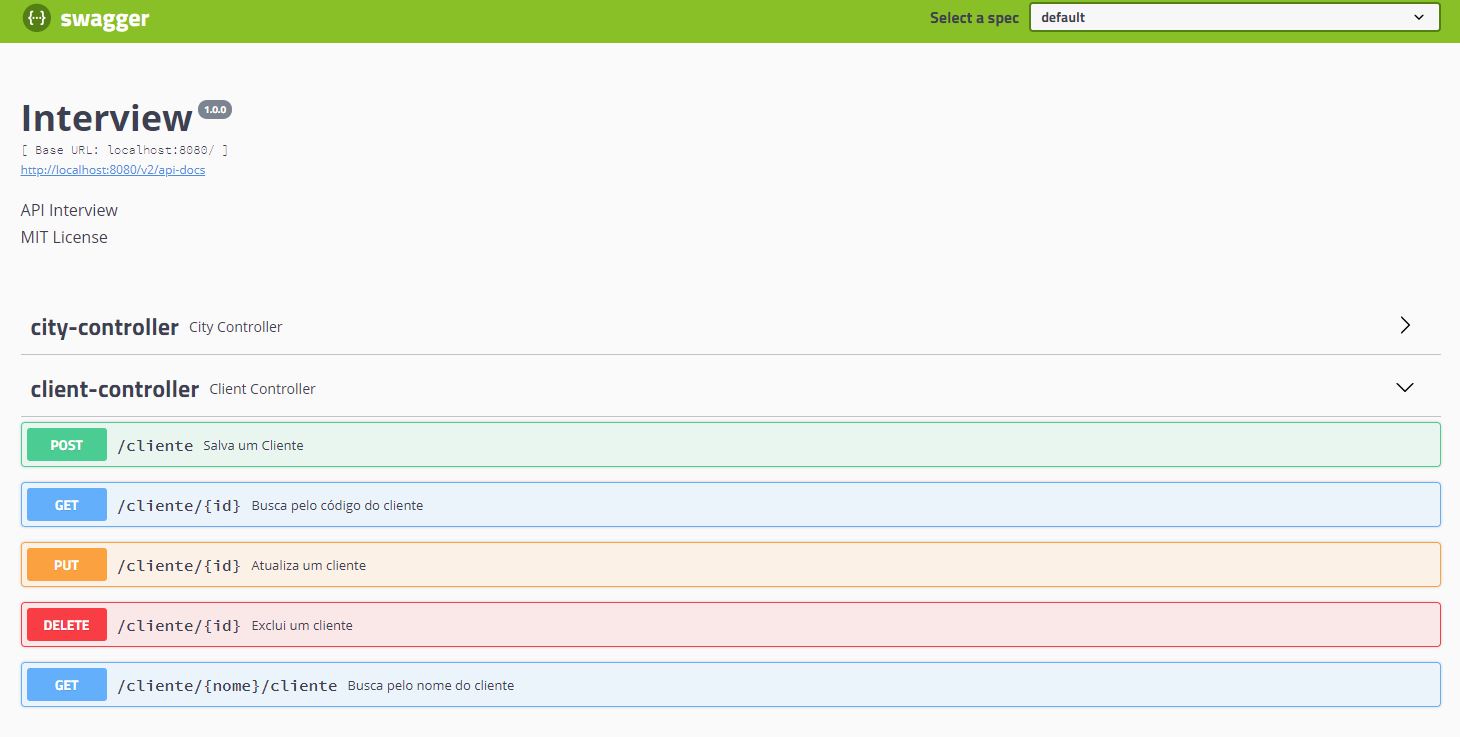 {...} swagger
Select a spec default
Interview 1.0.0
[ Base URL: localhost:8080/ ]
http://localhost:8080/v2/api-docs
API Interview
MIT License
city-controller City Controller
client-controller Client Controller
POST /cliente Salva um Cliente
GET /cliente/{id} Busca pelo código do cliente
PUT /cliente/{id} Atualiza um cliente
DELETE /cliente/{id} Exclui um cliente
GET /cliente/{nome}/cliente Busca pelo nome do cliente